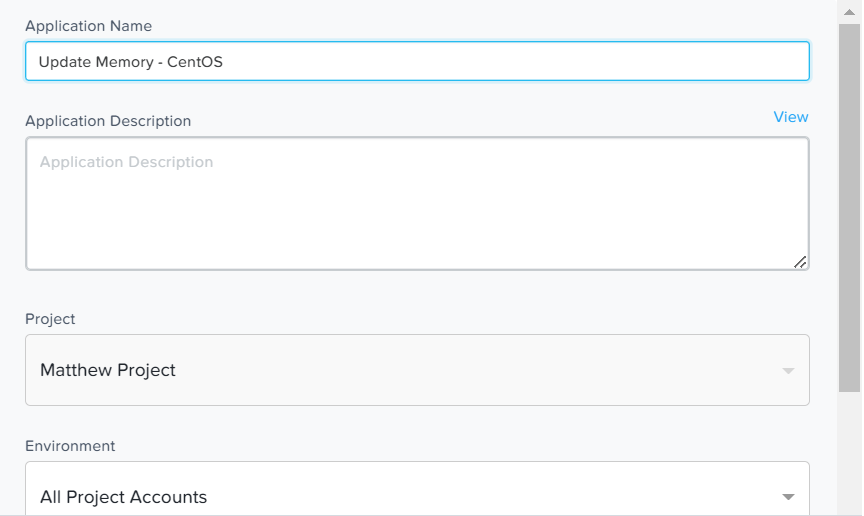 Application Name
Update Memory - CentOS
Application Description
View
Application Description
Project
Matthew Project
Environment
All Project Accounts